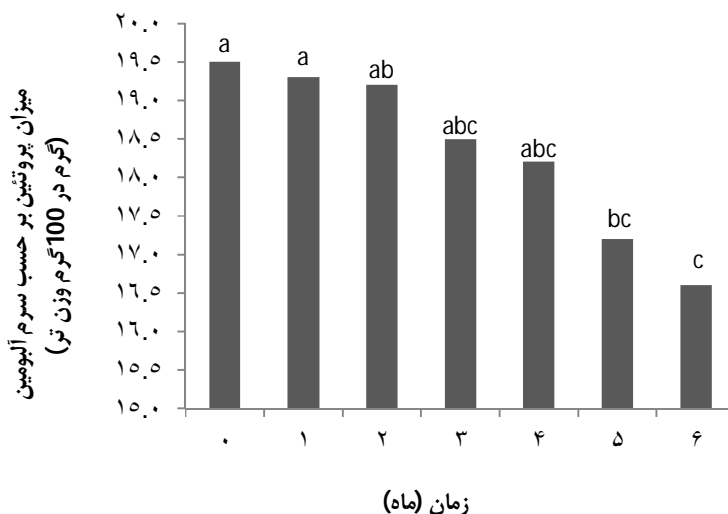 میزان پروتئین بر حسب سرم آلبومین
(گرم در 100گرم وزن تر)
۲۰.۰
۱۹.۵
۱۹.۰
۱۸.۵
۱۸.۰
۱۷.۵
۱۷.۰
۱۶.۵
۱۶.۰
۱۵.۵
۱۵.۰
a
a
ab
abc
abc
bc
c
۰ ۱ ۲ ۳ ۴ ۵ ۶
زمان (ماه)